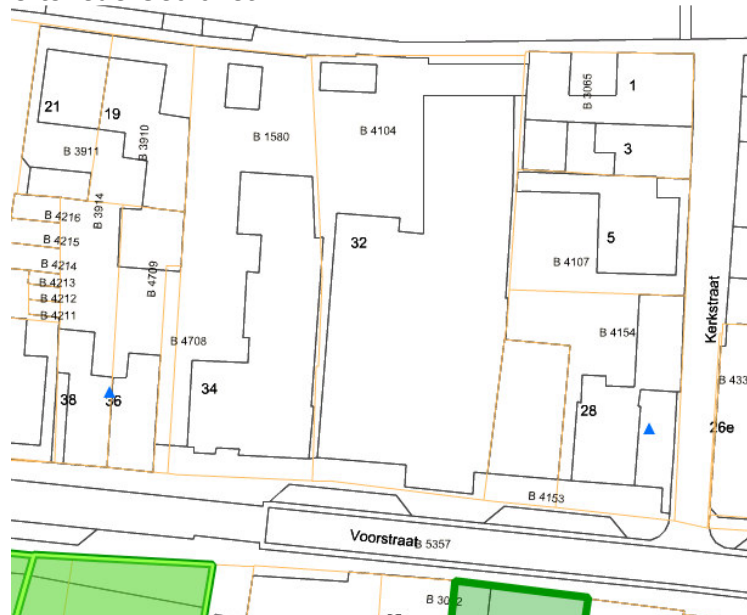 1
21
19
B 3065
B 1580
B 4104
B 3910
3
B 3911
B 3914
B 4216
5
B 4215
32
B 4107
B 4214
B 4709
B 4213
B 4212
Kerkstraat
B 4211
B 4154
B 4708
B 433
34
38
36
28
26e
B 4153
Voorstraat
B 5357